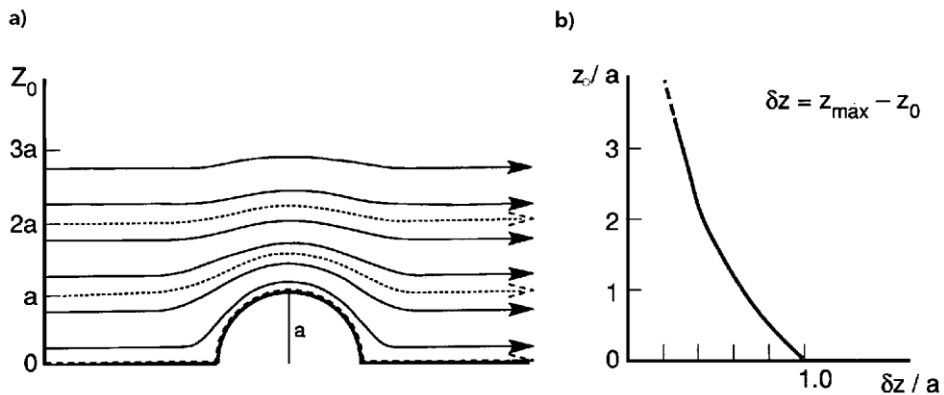 a)
Z₀
3a
2a
a
0
a
b)
z₀/a
δz = zₘₐₓ − z₀
3
2
1
0
1.0
δz/a